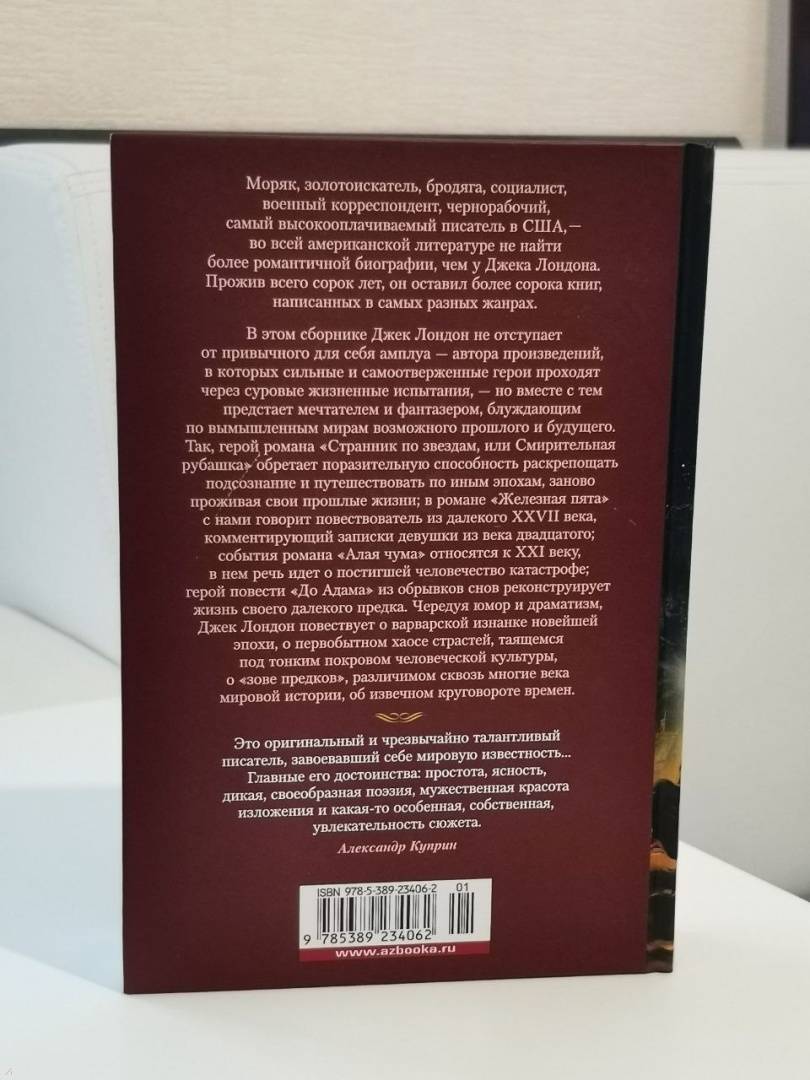 Моряк, золотоискатель, бродяга, социалист,
военный корреспондент, чернорабочий,
самый высокооплачиваемый писатель в США,—
во всей американской литературе не найти
более романтичной биографии, чем у Джека Лондона.
Прожив всего сорок лет, он оставил более сорока книг,
написанных в самых разных жанрах.
В этом сборнике Джек Лондон не отступает
от привычного для себя амплуа — автора произведений,
в которых сильные и самоотверженные герои проходят
через суровые жизненные испытания, — но вместе с тем
предстает мечтателем и фантазером, блуждающим
по вымышленным мирам возможного прошлого и будущего.
Так, герой романа «Странник по звездам, или Смирительная
рубашка» обретает поразительную способность раскрепощать
подсознание и путешествовать по иным эпохам, заново
проживая свои прошлые жизни; в романе «Железная пята»
с нами говорит повествователь из далекого XXVII века,
комментирующий записки девушки из века двадцатого;
события романа «Алая чума» относятся к XXI веку,
в нем речь идет о постигшей человечество катастрофе;
герой повести «До Адама» из обрывков снов реконструирует
жизнь своего далекого предка. Чередуя юмор и драматизм,
Джек Лондон повествует о варварской изнанке новейшей
эпохи, о первобытном хаосе страстей, таящемся
под тонким покровом человеческой культуры,
о «зове предков», различимом сквозь многие века
мировой истории, об извечном круговороте времен.
Это оригинальный и чрезвычайно талантливый
писатель, завоевавший себе мировую известность...
Главные его достоинства: простота, ясность,
дикая, своеобразная поэзия, мужественная красота
изложения и какая-то особенная, собственная,
увлекательность сюжета.
Александр Куприн
ISBN 978-5-389-23406-2 01
9 785389 234062
www.azbooka.ru